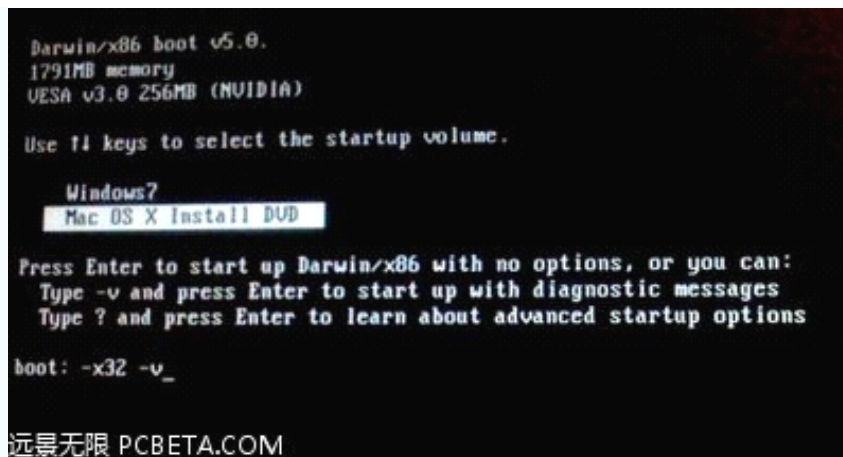 Darwin/x86 boot v5.0.
1791MB memory
VESA v3.0 256MB (NVIDIA)
Use ↑↓ keys to select the startup volume.
Windows7
Mac OS X Install DVD
Press Enter to start up Darwin/x86 with no options, or you can:
Type -v and press Enter to start up with diagnostic messages
Type ? and press Enter to learn about advanced startup options
boot: -x32 -v_
远景无限 PCBETA.COM